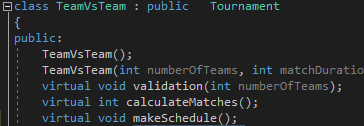 class TeamVsTeam : public Tournament
{
public:
TeamVsTeam();
TeamVsTeam(int numberOfTeams, int matchDuratio
virtual void validation(int numberOfTeams);
virtual int calculateMatches();
virtual void makeSchedule();